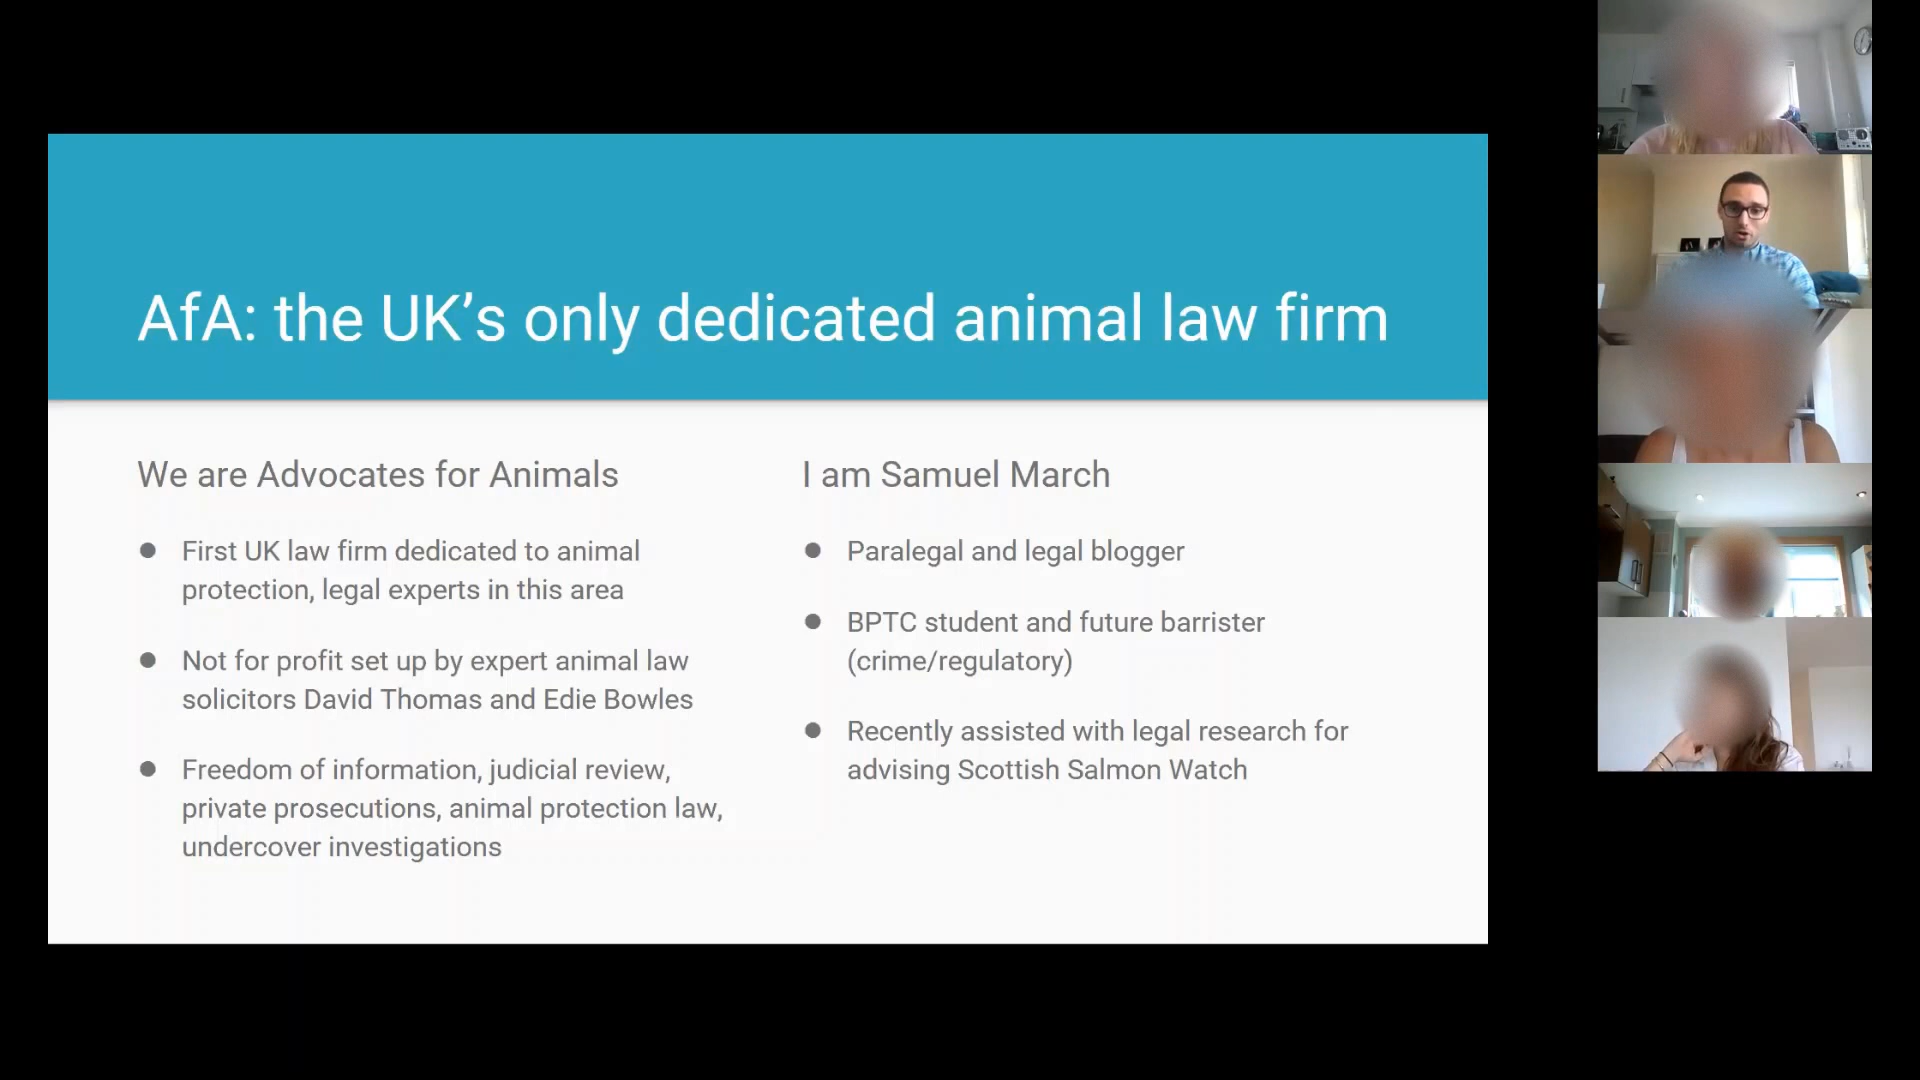 AfA: the UK’s only dedicated animal law firm
We are Advocates for Animals
● First UK law firm dedicated to animal
protection, legal experts in this area
● Not for profit set up by expert animal law
solicitors David Thomas and Edie Bowles
● Freedom of information, judicial review,
private prosecutions, animal protection law,
undercover investigations
I am Samuel March
● Paralegal and legal blogger
● BPTC student and future barrister
(crime/regulatory)
● Recently assisted with legal research for
advising Scottish Salmon Watch